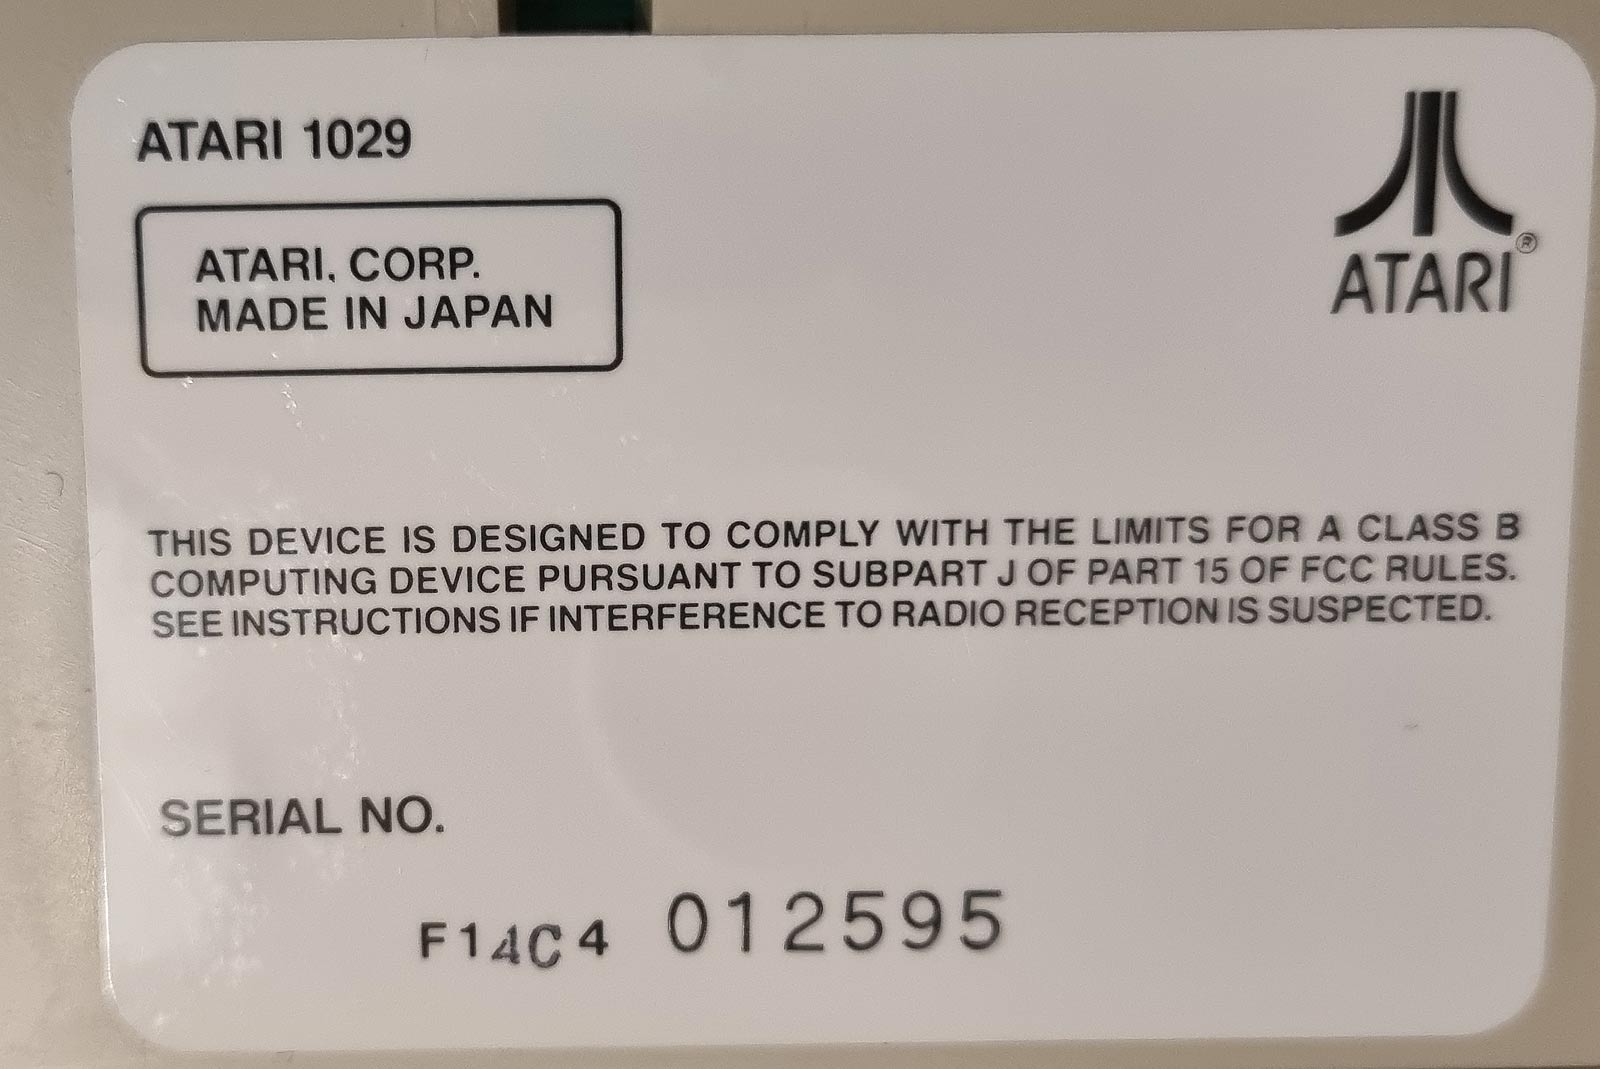 ATARI 1029
ATARI®
ATARI. CORP.
MADE IN JAPAN
THIS DEVICE IS DESIGNED TO COMPLY WITH THE LIMITS FOR A CLASS B
COMPUTING DEVICE PURSUANT TO SUBPART J OF PART 15 OF FCC RULES.
SEE INSTRUCTIONS IF INTERFERENCE TO RADIO RECEPTION IS SUSPECTED.
SERIAL NO.
F14C4 012595